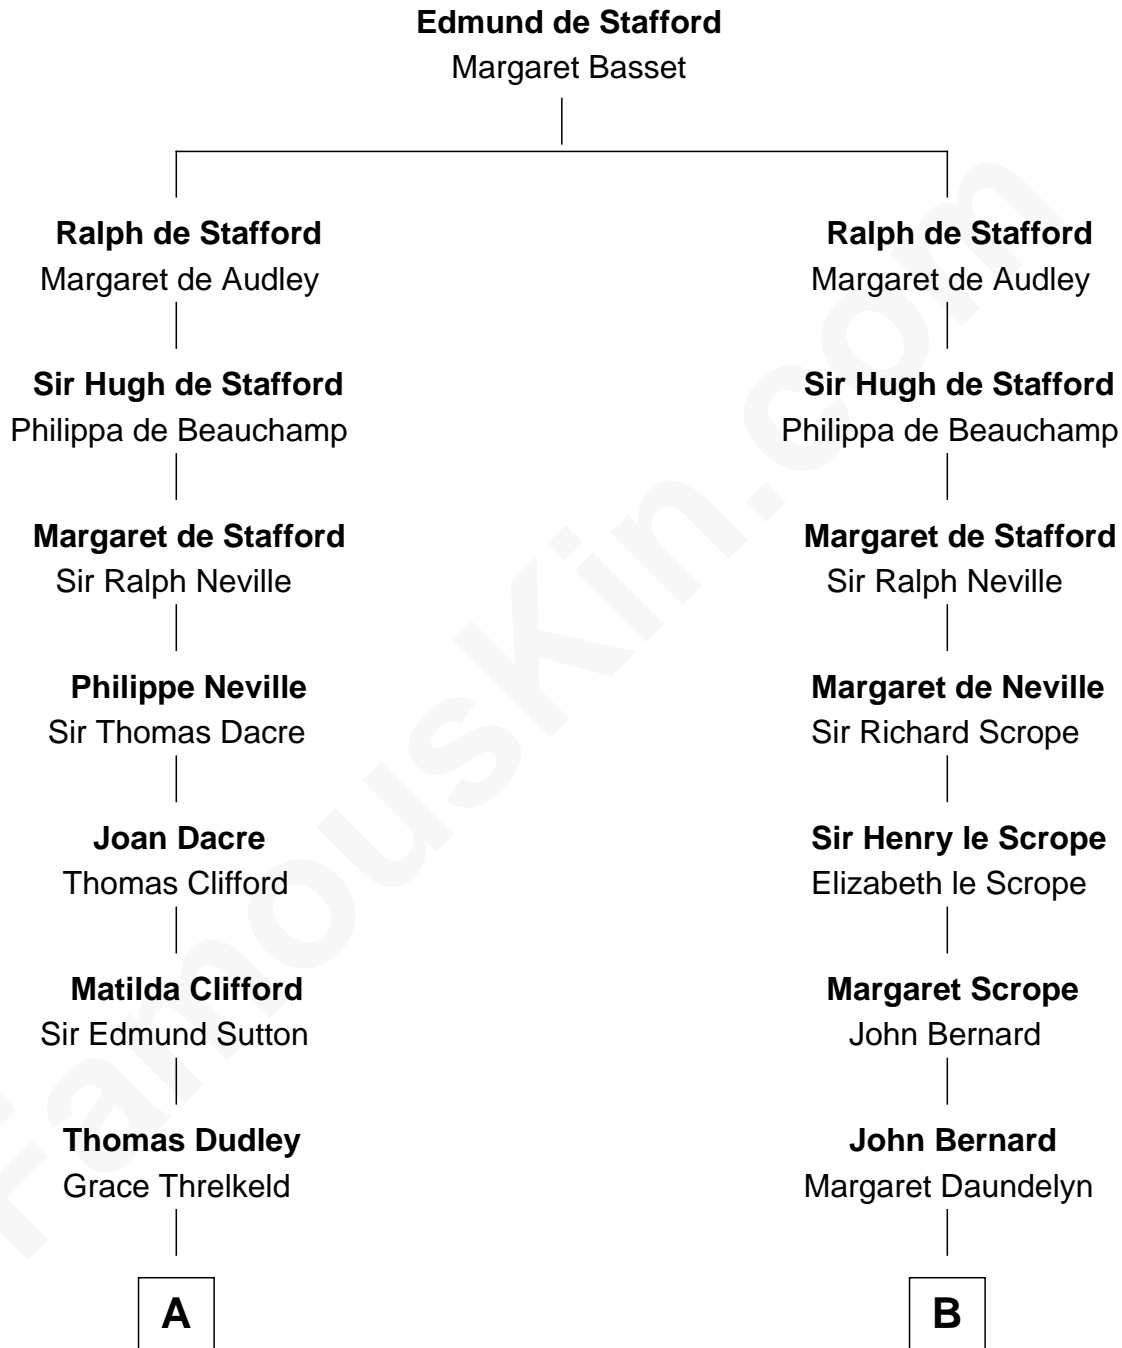 Edmund de Stafford
Margaret Basset
Ralph de Stafford
Margaret de Audley
Ralph de Stafford
Margaret de Audley
Sir Hugh de Stafford
Philippa de Beauchamp
Sir Hugh de Stafford
Philippa de Beauchamp
Margaret de Stafford
Sir Ralph Neville
Margaret de Stafford
Sir Ralph Neville
Philippe Neville
Sir Thomas Dacre
Margaret de Neville
Sir Richard Scrope
Joan Dacre
Thomas Clifford
Sir Henry le Scrope
Elizabeth le Scrope
Matilda Clifford
Sir Edmund Sutton
Margaret Scrope
John Bernard
Thomas Dudley
Grace Threlkeld
John Bernard
Margaret Daundelyn
A
B
FamousKin.com